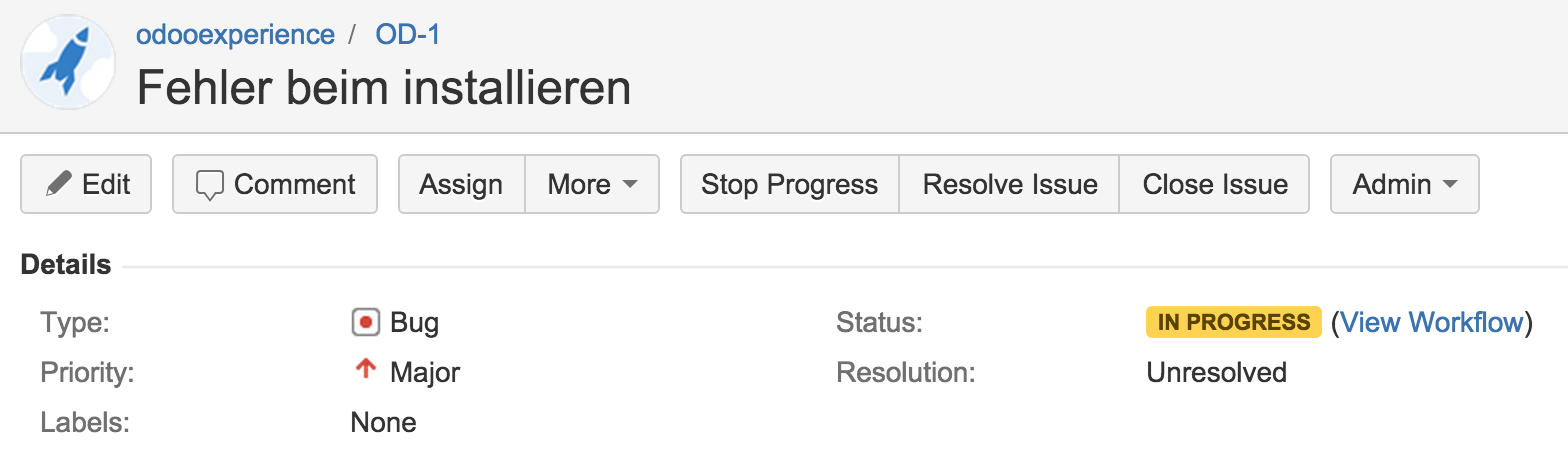 odooexperience / OD-1
Fehler beim installieren
Edit Comment Assign More Stop Progress Resolve Issue Close Issue Admin
Details
Type: Bug Status: IN PROGRESS (View Workflow)
Priority: Major Resolution: Unresolved
Labels: None